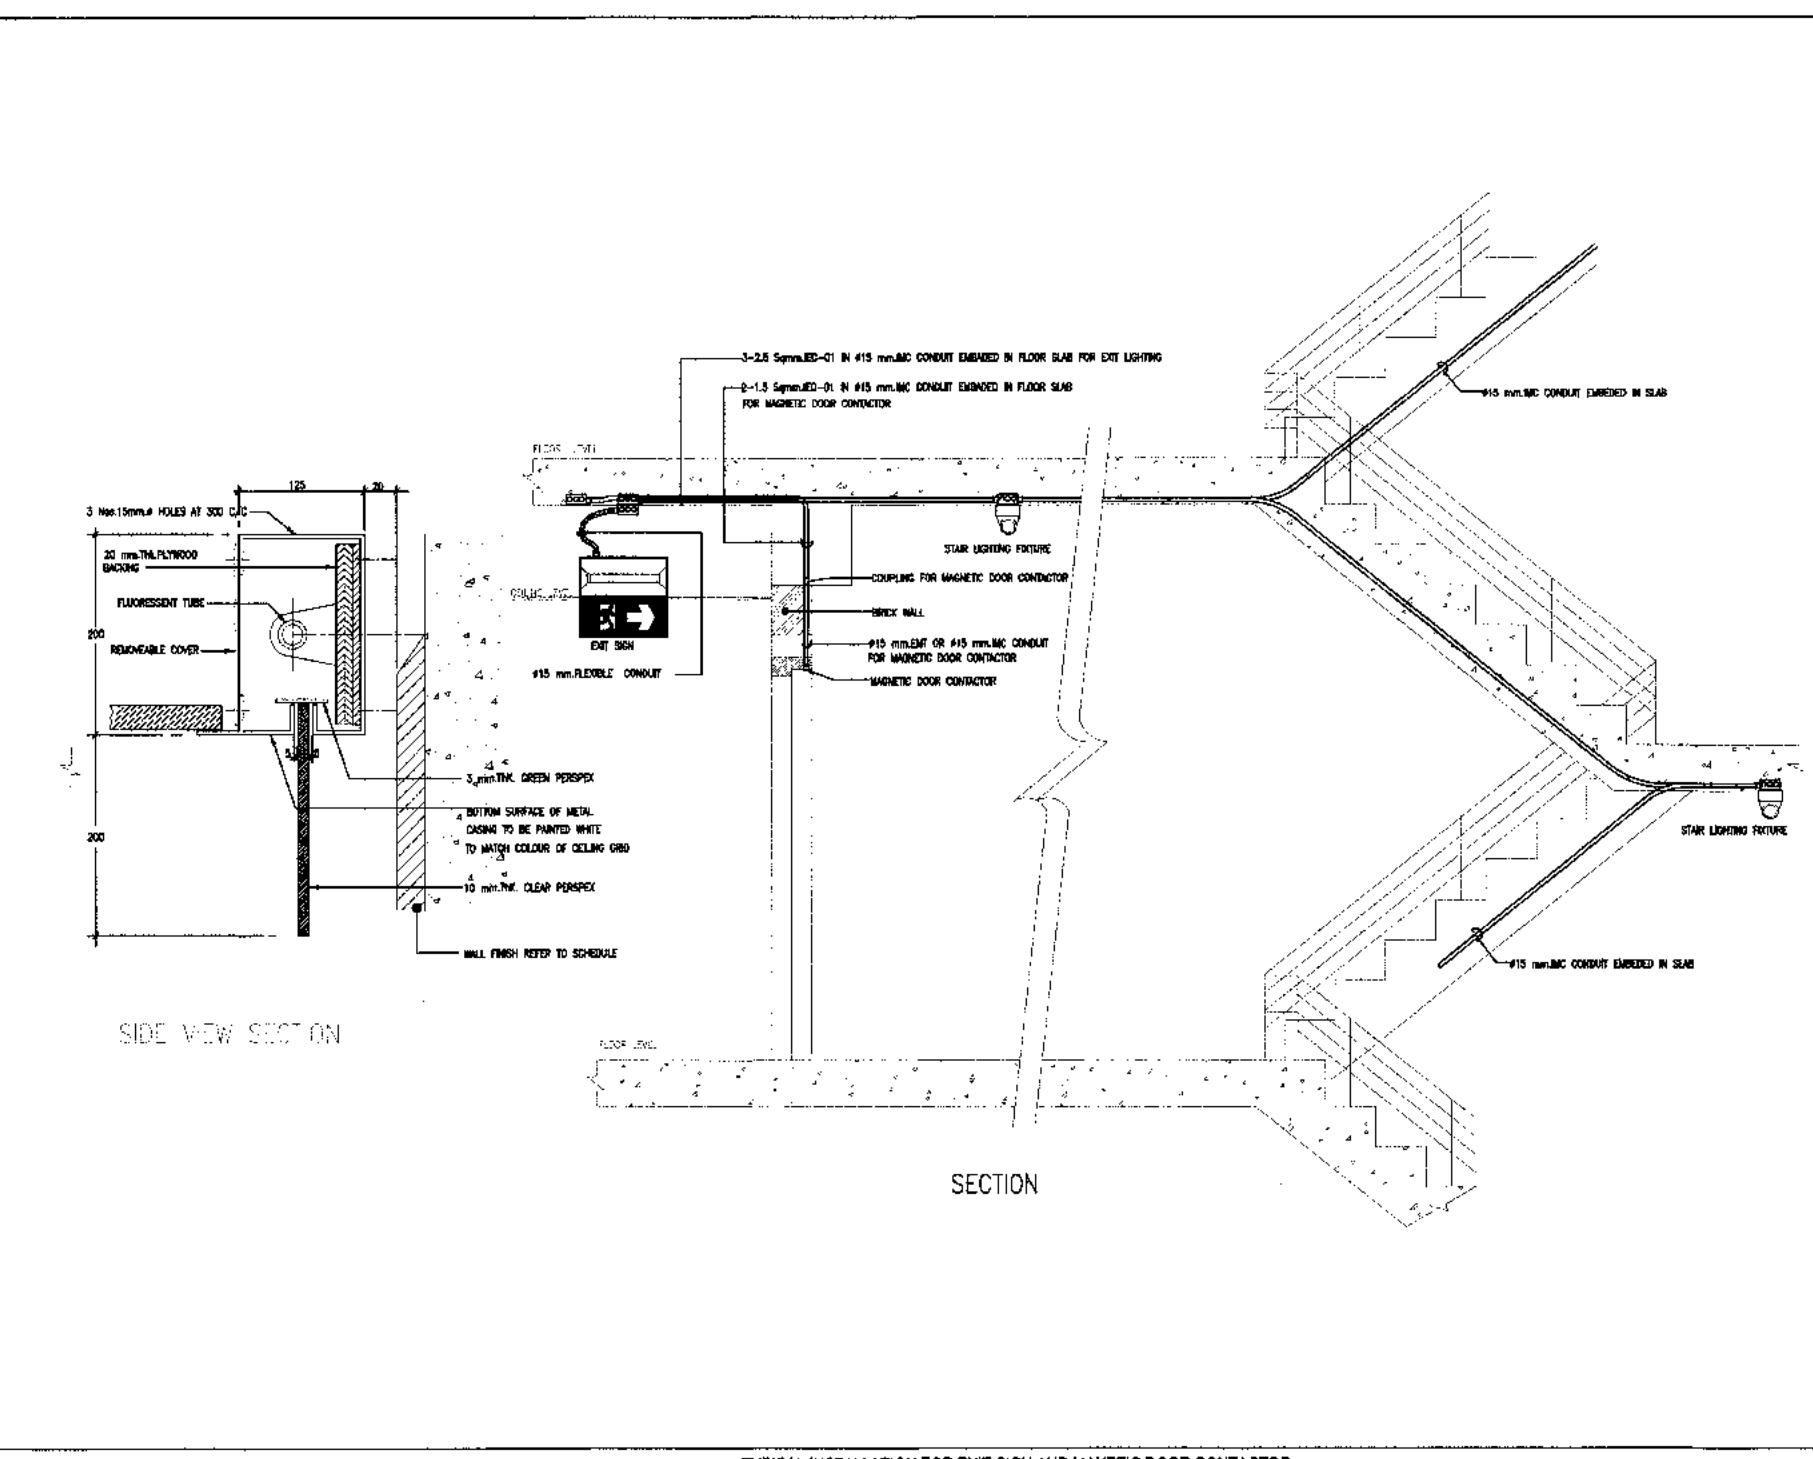 3-2.5 Sqmm.IEC-01 IN ø15 mm.IMC CONDUIT EMBADED IN FLOOR SLAB FOR EXIT LIGHTING
2-1.5 Sqmm.IEC-01 IN ø15 mm.IMC CONDUIT EMBADED IN FLOOR SLAB
FOR MAGNETIC DOOR CONTACTOR
ø15 mm.IMC CONDUIT EMBEDED IN SLAB
FLOOR LEVEL
125
20
3 Nos.15mm.ø HOLES AT 300 C/C
20 mm.THK.PLYWOOD
BACKING
FLUORESSENT TUBE
200
REMOVEABLE COVER
CEILING LEVEL
EXIT SIGN
ø15 mm.FLEXIBLE CONDUIT
STAIR LIGHTING FIXTURE
COUPLING FOR MAGNETIC DOOR CONTACTOR
BRICK WALL
ø15 mm.EMT OR ø15 mm.IMC CONDUIT
FOR MAGNETIC DOOR CONTACTOR
MAGNETIC DOOR CONTACTOR
3 mm.THK. GREEN PERSPEX
BOTTOM SURFACE OF METAL
CASING TO BE PAINTED WHITE
TO MATCH COLOUR OF CEILING GRID
200
10 mm.THK. CLEAR PERSPEX
WALL FINISH REFER TO SCHEDULE
STAIR LIGHTING FIXTURE
ø15 mm.IMC CONDUIT EMBEDED IN SLAB
SIDE VIEW SECTION
FLOOR LEVEL
SECTION